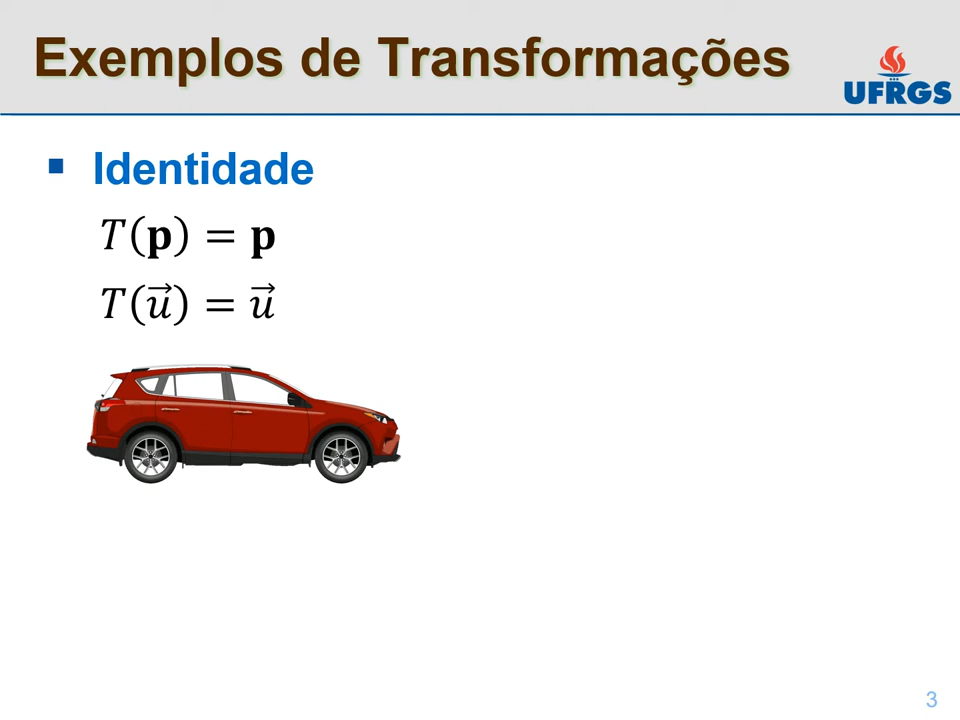 Exemplos de Transformações
UFRGS
▪ Identidade
𝑇(𝐩) = 𝐩
𝑇(𝑢⃗) = 𝑢⃗
3